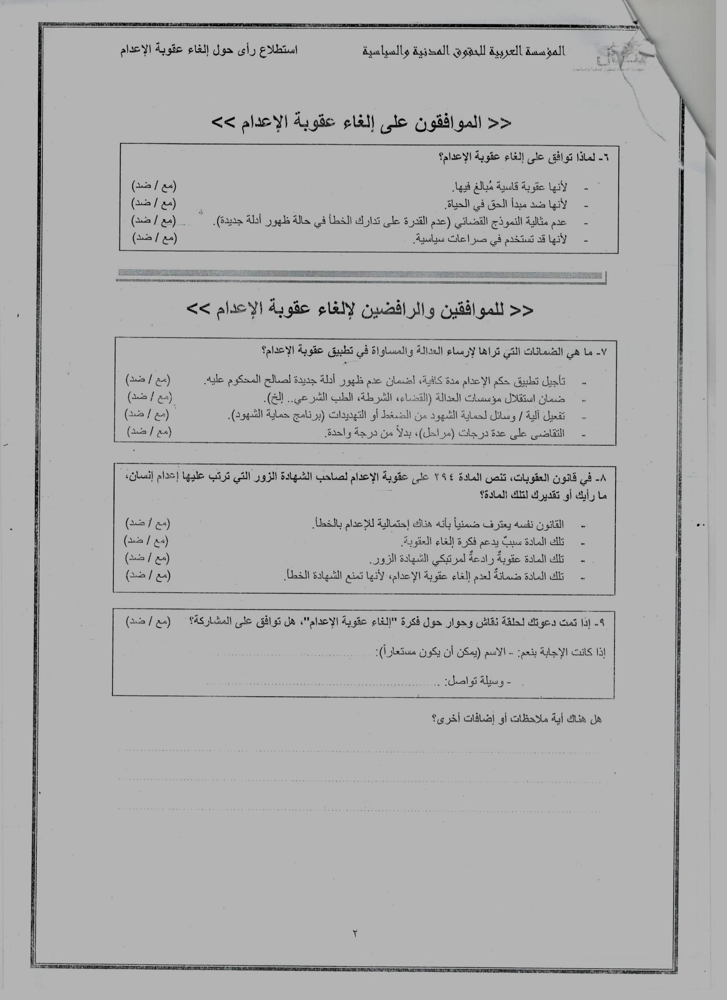 المؤسسة العربية للحقوق المدنية والسياسية استطلاع رأى حول إلغاء عقوبة الإعدام
<< الموافقون على إلغاء عقوبة الإعدام >>
٦- لماذا توافق على إلغاء عقوبة الإعدام؟
- لأنها عقوبة قاسية مُبالغ فيها. (مع / ضد)
- لأنها ضد مبدأ الحق في الحياة. (مع / ضد)
- عدم مثالية النموذج القضائي (عدم القدرة على تدارك الخطأ في حالة ظهور أدلة جديدة). (مع / ضد)
- لأنها قد تستخدم في صراعات سياسية. (مع / ضد)
<< للموافقين والرافضين لإلغاء عقوبة الإعدام >>
٧- ما هي الضمانات التي تراها لإرساء العدالة والمساواة في تطبيق عقوبة الإعدام؟
- تأجيل تطبيق حكم الإعدام مدة كافية، لضمان عدم ظهور أدلة جديدة لصالح المحكوم عليه. (مع / ضد)
- ضمان استقلال مؤسسات العدالة (القضاء، الشرطة، الطب الشرعي.. إلخ). (مع / ضد)
- تفعيل آلية / وسائل لحماية الشهود من الضغط أو التهديدات (برنامج حماية الشهود). (مع / ضد)
- التقاضى على عدة درجات (مراحل)، بدلاً من درجة واحدة. (مع / ضد)
٨- في قانون العقوبات، تنص المادة ٢٩٤ على عقوبة الإعدام لصاحب الشهادة الزور التي ترتب عليها إعدام إنسان،
ما رأيك أو تقديرك لتلك المادة؟
- القانون نفسه يعترف ضمنياً بأنه هناك إحتمالية للإعدام بالخطأ. (مع / ضد)
- تلك المادة سببٌ يدعم فكرة إلغاء العقوبة. (مع / ضد)
- تلك المادة عقوبةٌ رادعةٌ لمرتبكي الشهادة الزور. (مع / ضد)
- تلك المادة ضمانةٌ لعدم إلغاء عقوبة الإعدام، لأنها تمنع الشهادة الخطأ. (مع / ضد)
٩- إذا تمت دعوتك لحلقة نقاش وحوار حول فكرة "إلغاء عقوبة الإعدام"، هل توافق على المشاركة؟ (مع / ضد)
إذا كانت الإجابة بنعم: - الاسم (يمكن أن يكون مستعاراً):
- وسيلة تواصل:
هل هناك أية ملاحظات أو إضافات أخرى؟
٢